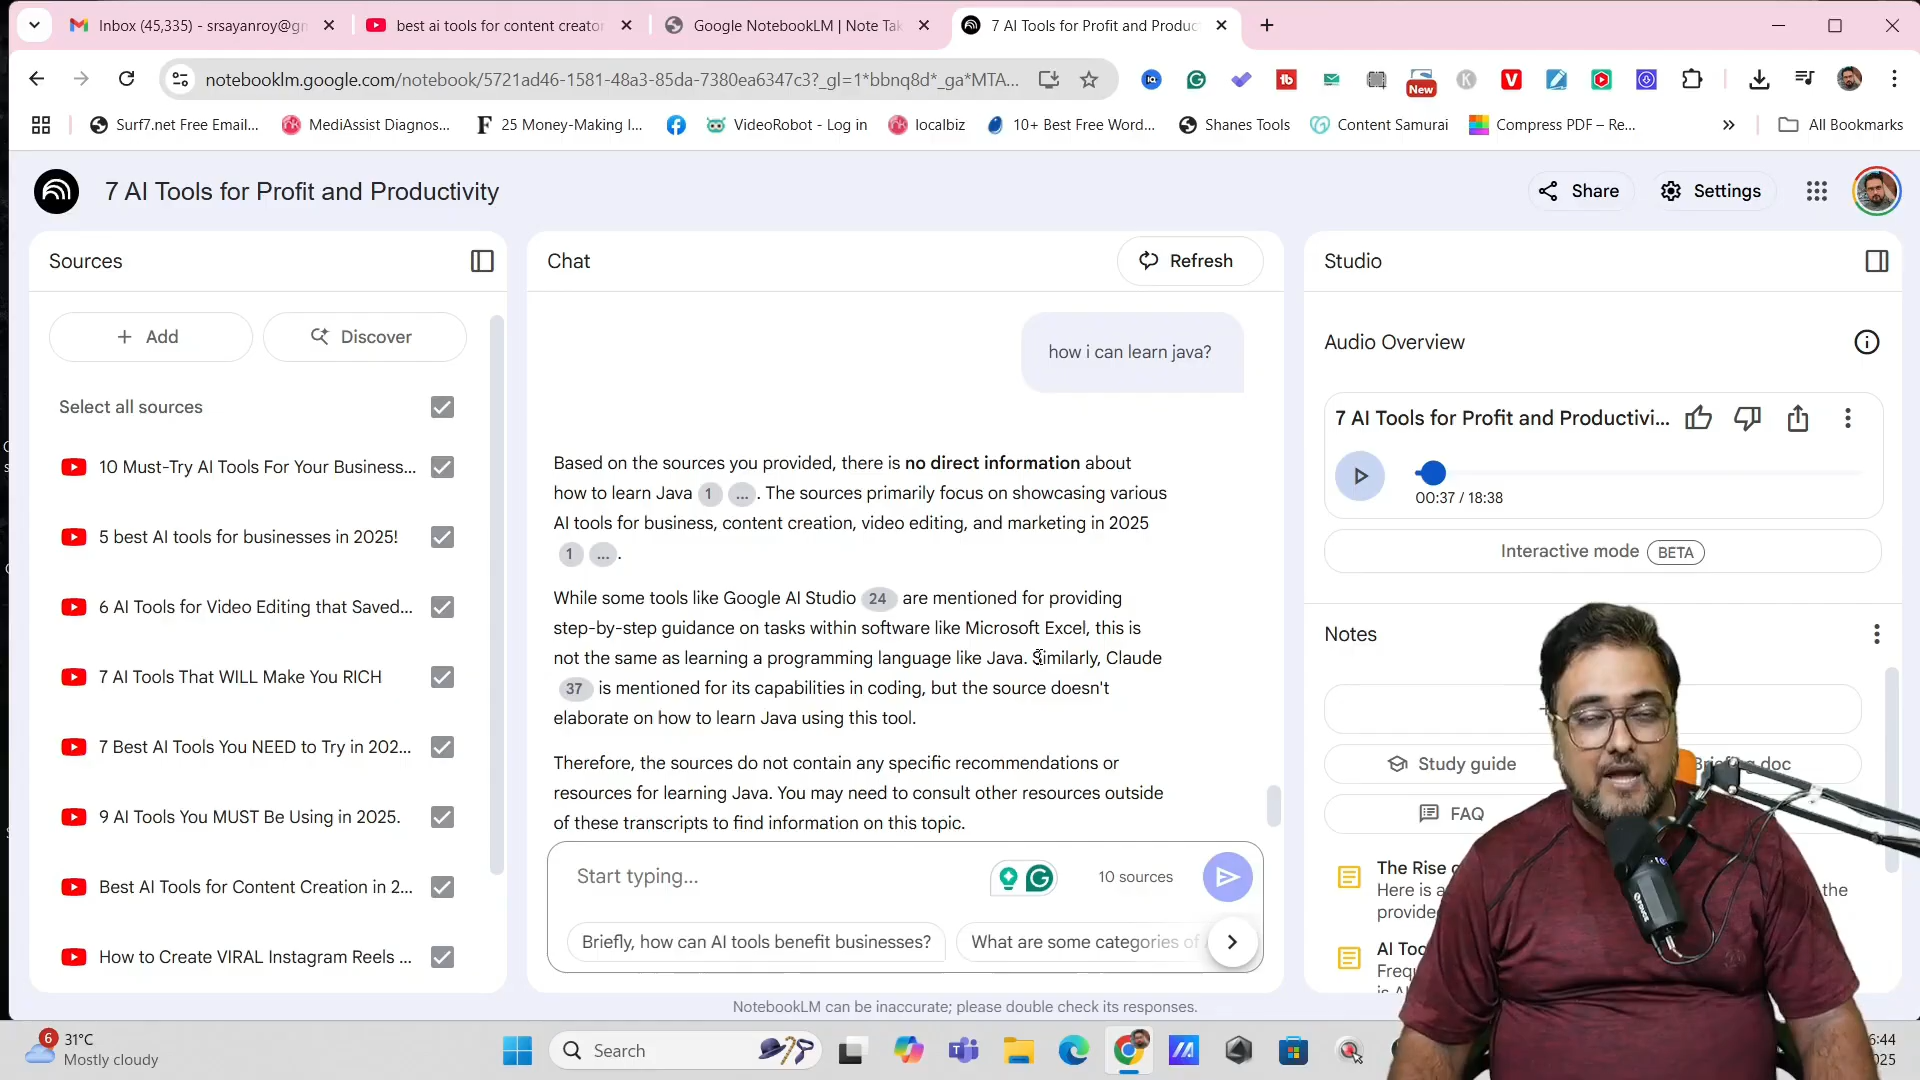 Inbox (45,335) - srsayanroy@gm
best ai tools for content creator
Google NotebookLM | Note Tak
7 AI Tools for Profit and Produc
notebooklm.google.com/notebook/5721ad46-1581-48a3-85da-7380ea6347c3?_gl=1*bbnq8d*_ga*MTA...
New
Surf7.net Free Email...
MediAssist Diagnos...
25 Money-Making I...
VideoRobot - Log in
localbiz
10+ Best Free Word...
Shanes Tools
Content Samurai
Compress PDF – Re...
All Bookmarks
7 AI Tools for Profit and Productivity
Share
Settings
Sources
Add
Discover
Select all sources
10 Must-Try AI Tools For Your Business...
5 best AI tools for businesses in 2025!
6 AI Tools for Video Editing that Saved...
7 AI Tools That WILL Make You RICH
7 Best AI Tools You NEED to Try in 202...
9 AI Tools You MUST Be Using in 2025.
Best AI Tools for Content Creation in 2...
How to Create VIRAL Instagram Reels ...
Chat
Refresh
how i can learn java?
Based on the sources you provided, there is no direct information about
how to learn Java 1 ... . The sources primarily focus on showcasing various
AI tools for business, content creation, video editing, and marketing in 2025
1 ... .
While some tools like Google AI Studio 24 are mentioned for providing
step-by-step guidance on tasks within software like Microsoft Excel, this is
not the same as learning a programming language like Java. Similarly, Claude
37 is mentioned for its capabilities in coding, but the source doesn't
elaborate on how to learn Java using this tool.
Therefore, the sources do not contain any specific recommendations or
resources for learning Java. You may need to consult other resources outside
of these transcripts to find information on this topic.
Start typing...
10 sources
Briefly, how can AI tools benefit businesses?
What are some categories of
NotebookLM can be inaccurate; please double check its responses.
Studio
Audio Overview
7 AI Tools for Profit and Productivi...
00:37 / 18:38
Interactive mode BETA
Notes
Study guide
doc
FAQ
The Rise
Here is a
the
provide
AI Too
Frequ
6
31°C
Mostly cloudy
Search
6:44
025